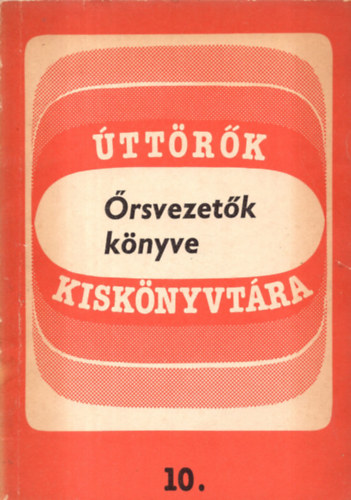 ÚTTÖRŐK
Őrsvezetők
könyve
KISKÖNYVTÁRA
10.